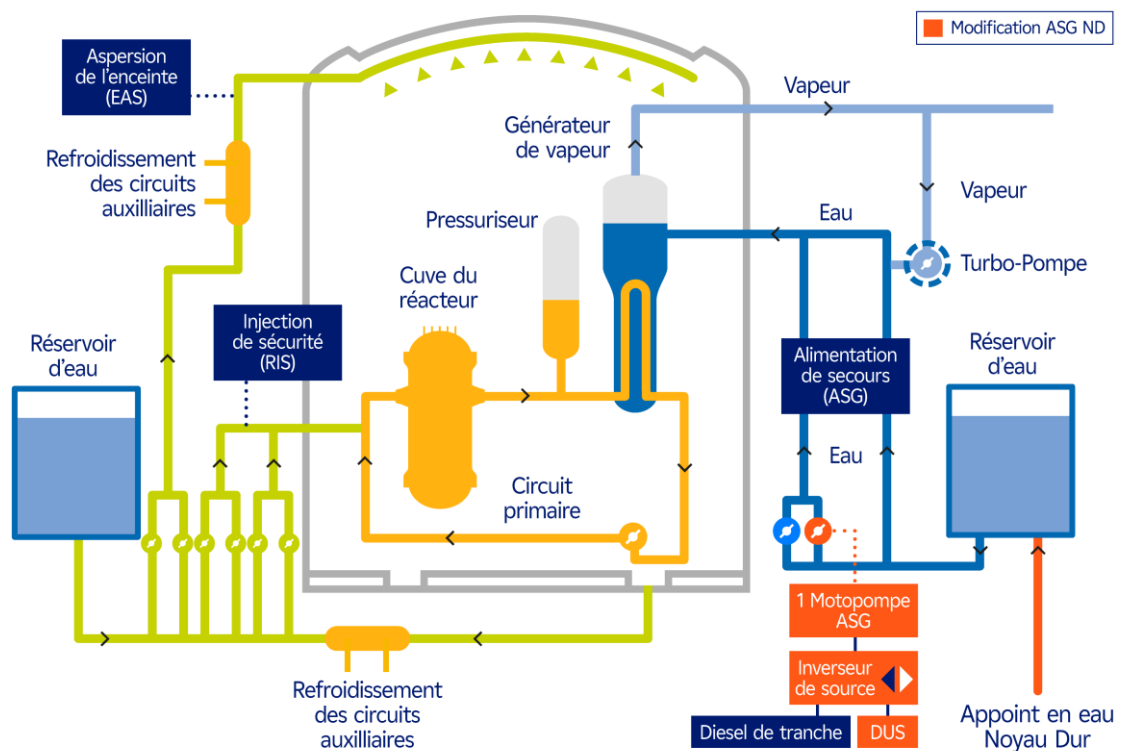 Modification ASG ND
Aspersion
de l'enceinte
(EAS)
Vapeur
Générateur
de vapeur
Refroidissement
des circuits
auxilliaires
Vapeur
Pressuriseur
Eau
Turbo-Pompe
Cuve du
réacteur
Injection
de sécurité
(RIS)
Réservoir
d'eau
Alimentation
de secours
(ASG)
Réservoir
d'eau
Eau
Circuit
primaire
1 Motopompe
ASG
Inverseur
de source
Refroidissement
des circuits
auxilliaires
Diesel de tranche
DUS
Appoint en eau
Noyau Dur